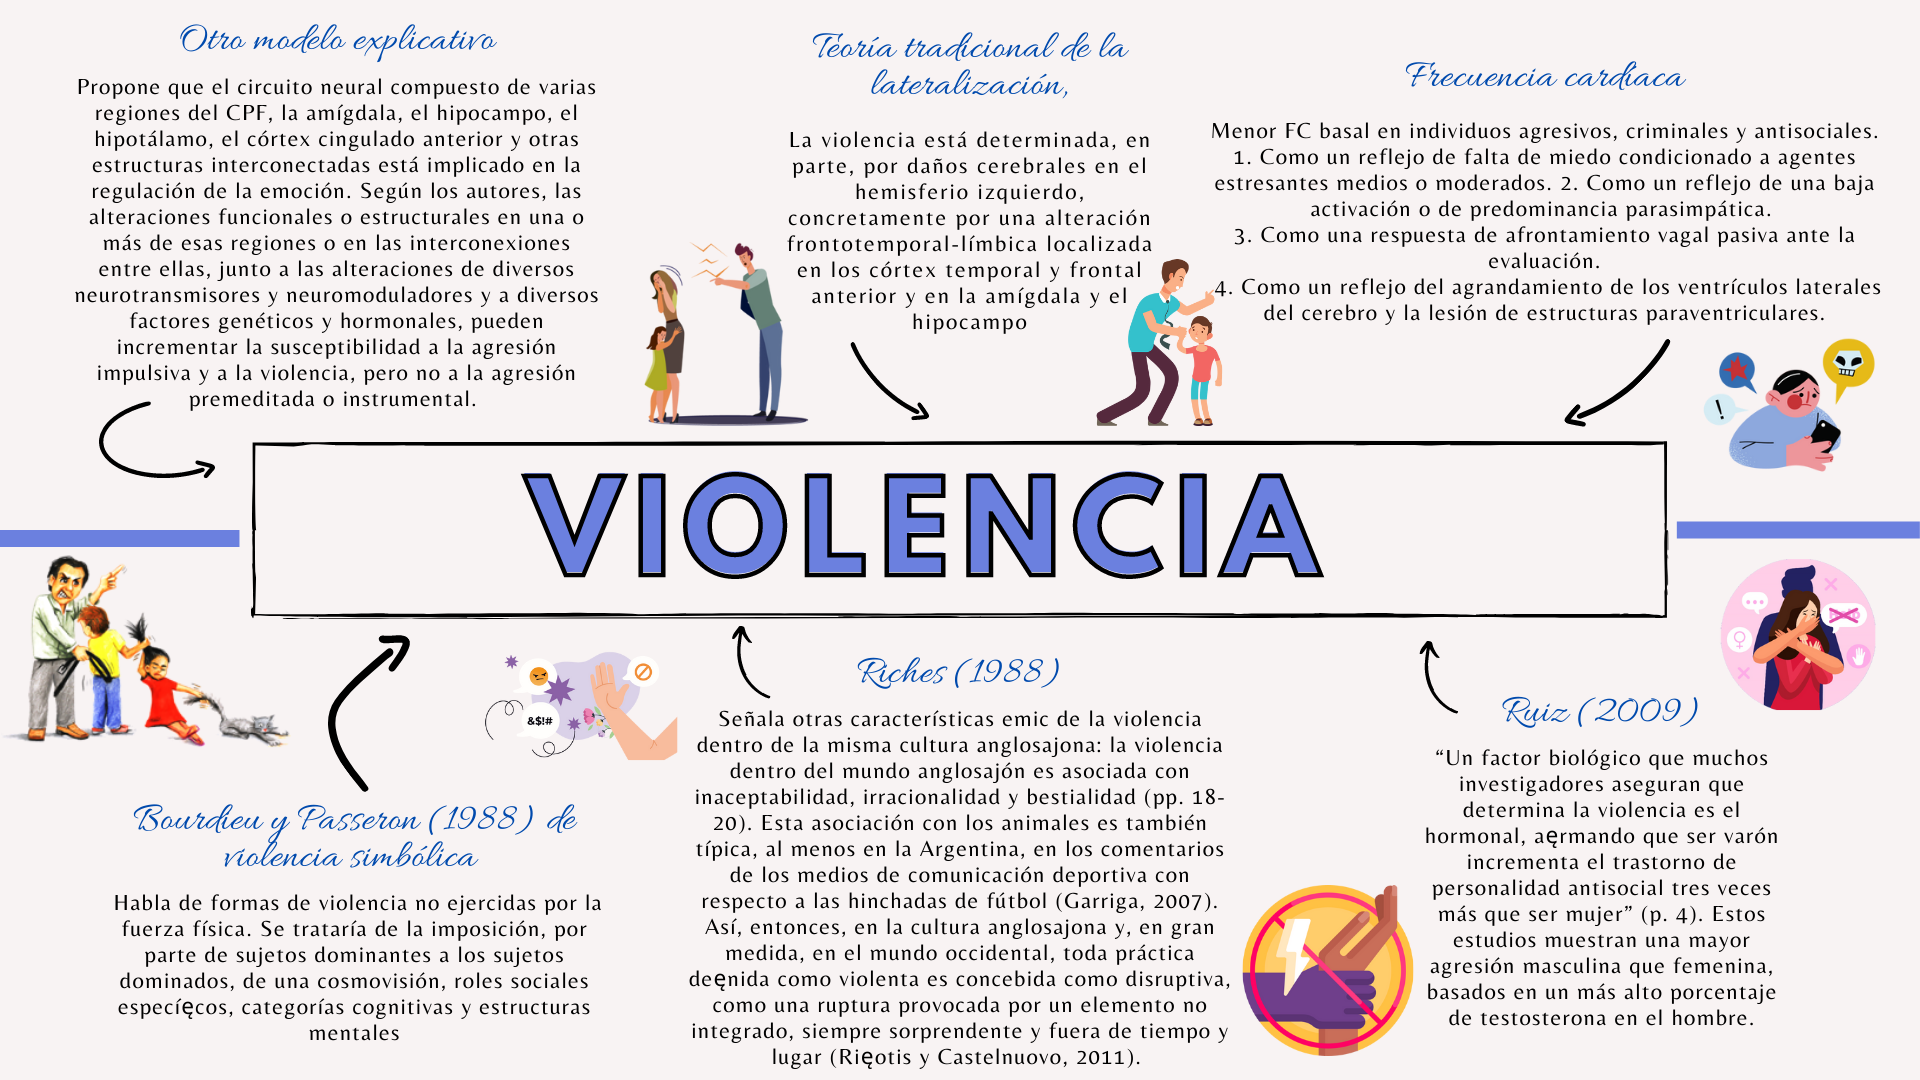 Otro modelo explicativo
Propone que el circuito neural compuesto de varias
regiones del CPF, la amígdala, el hipocampo, el
hipotálamo, el córtex cingulado anterior y otras
estructuras interconectadas está implicado en la
regulación de la emoción. Según los autores, las
alteraciones funcionales o estructurales en una o
más de esas regiones o en las interconexiones
entre ellas, junto a las alteraciones de diversos
neurotransmisores y neuromoduladores y a diversos
factores genéticos y hormonales, pueden
incrementar la susceptibilidad a la agresión
impulsiva y a la violencia, pero no a la agresión
premeditada o instrumental.
Teoría tradicional de la
lateralización,
La violencia está determinada, en
parte, por daños cerebrales en el
hemisferio izquierdo,
concretamente por una alteración
frontotemporal-límbica localizada
en los córtex temporal y frontal
anterior y en la amígdala y el
hipocampo
Frecuencia cardíaca
Menor FC basal en individuos agresivos, criminales y antisociales.
1. Como un reflejo de falta de miedo condicionado a agentes
estresantes medios o moderados. 2. Como un reflejo de una baja
activación o de predominancia parasimpática.
3. Como una respuesta de afrontamiento vagal pasiva ante la
evaluación.
4. Como un reflejo del agrandamiento de los ventrículos laterales
del cerebro y la lesión de estructuras paraventriculares.
!
VIOLENCIA
&$!#
Bourdieu y Passeron (1988) de
violencia simbólica
Habla de formas de violencia no ejercidas por la
fuerza física. Se trataría de la imposición, por
parte de sujetos dominantes a los sujetos
dominados, de una cosmovisión, roles sociales
especíęcos, categorías cognitivas y estructuras
mentales
Riches (1988)
Señala otras características emic de la violencia
dentro de la misma cultura anglosajona: la violencia
dentro del mundo anglosajón es asociada con
inaceptabilidad, irracionalidad y bestialidad (pp. 18-
20). Esta asociación con los animales es también
típica, al menos en la Argentina, en los comentarios
de los medios de comunicación deportiva con
respecto a las hinchadas de fútbol (Garriga, 2007).
Así, entonces, en la cultura anglosajona y, en gran
medida, en el mundo occidental, toda práctica
deęnida como violenta es concebida como disruptiva,
como una ruptura provocada por un elemento no
integrado, siempre sorprendente y fuera de tiempo y
lugar (Rięotis y Castelnuovo, 2011).
Ruiz (2009)
“Un factor biológico que muchos
investigadores aseguran que
determina la violencia es el
hormonal, aęrmando que ser varón
incrementa el trastorno de
personalidad antisocial tres veces
más que ser mujer” (p. 4). Estos
estudios muestran una mayor
agresión masculina que femenina,
basados en un más alto porcentaje
de testosterona en el hombre.